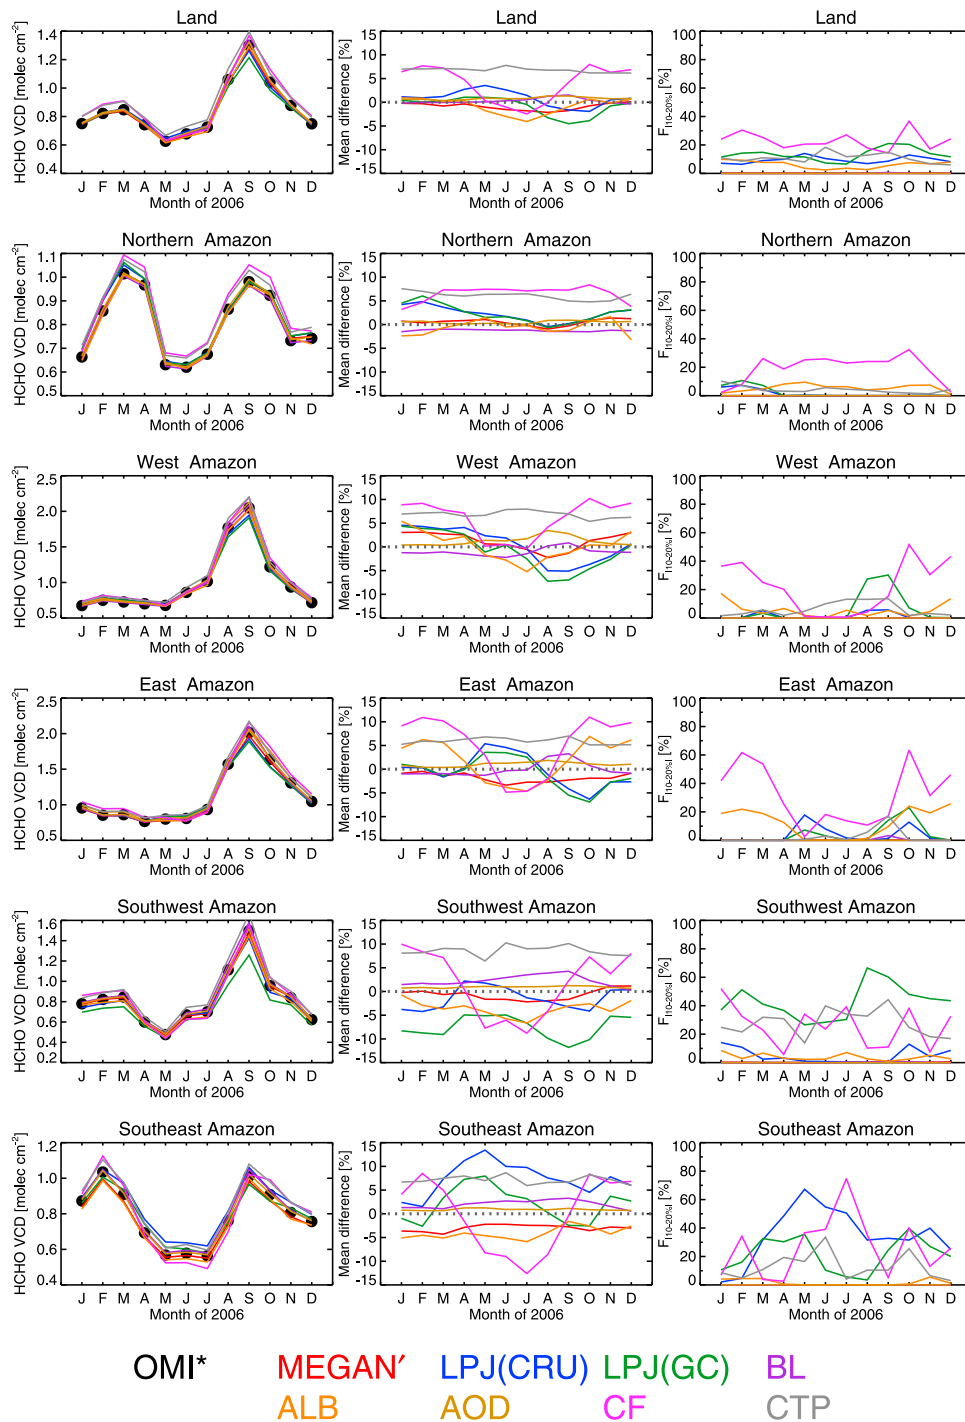 Land Land Land
HCHO VCD [molec cm-2] Mean difference [%] F|10-20%| [%]
1.4 1.2 1.0 0.8 0.6 0.4
15 10 5 0 -5 -10 -15
100 80 60 40 20 0
J F M A M J J A S O N D J F M A M J J A S O N D J F M A M J J A S O N D
Month of 2006 Month of 2006 Month of 2006
Northern Amazon Northern Amazon Northern Amazon
HCHO VCD [molec cm-2] Mean difference [%] F|10-20%| [%]
1.1 1.0 0.9 0.8 0.7 0.6 0.5
15 10 5 0 -5 -10 -15
100 80 60 40 20 0
J F M A M J J A S O N D J F M A M J J A S O N D J F M A M J J A S O N D
Month of 2006 Month of 2006 Month of 2006
West Amazon West Amazon West Amazon
HCHO VCD [molec cm-2] Mean difference [%] F|10-20%| [%]
2.5 2.0 1.5 1.0 0.5
15 10 5 0 -5 -10 -15
100 80 60 40 20 0
J F M A M J J A S O N D J F M A M J J A S O N D J F M A M J J A S O N D
Month of 2006 Month of 2006 Month of 2006
East Amazon East Amazon East Amazon
HCHO VCD [molec cm-2] Mean difference [%] F|10-20%| [%]
2.5 2.0 1.5 1.0 0.5
15 10 5 0 -5 -10 -15
100 80 60 40 20 0
J F M A M J J A S O N D J F M A M J J A S O N D J F M A M J J A S O N D
Month of 2006 Month of 2006 Month of 2006
Southwest Amazon Southwest Amazon Southwest Amazon
HCHO VCD [molec cm-2] Mean difference [%] F|10-20%| [%]
1.6 1.4 1.2 1.0 0.8 0.6 0.4 0.2
15 10 5 0 -5 -10 -15
100 80 60 40 20 0
J F M A M J J A S O N D J F M A M J J A S O N D J F M A M J J A S O N D
Month of 2006 Month of 2006 Month of 2006
Southeast Amazon Southeast Amazon Southeast Amazon
HCHO VCD [molec cm-2] Mean difference [%] F|10-20%| [%]
1.2 1.0 0.8 0.6 0.4
15 10 5 0 -5 -10 -15
100 80 60 40 20 0
J F M A M J J A S O N D J F M A M J J A S O N D J F M A M J J A S O N D
Month of 2006 Month of 2006 Month of 2006
OMI* MEGAN′ LPJ(CRU) LPJ(GC) BL
ALB AOD CF CTP